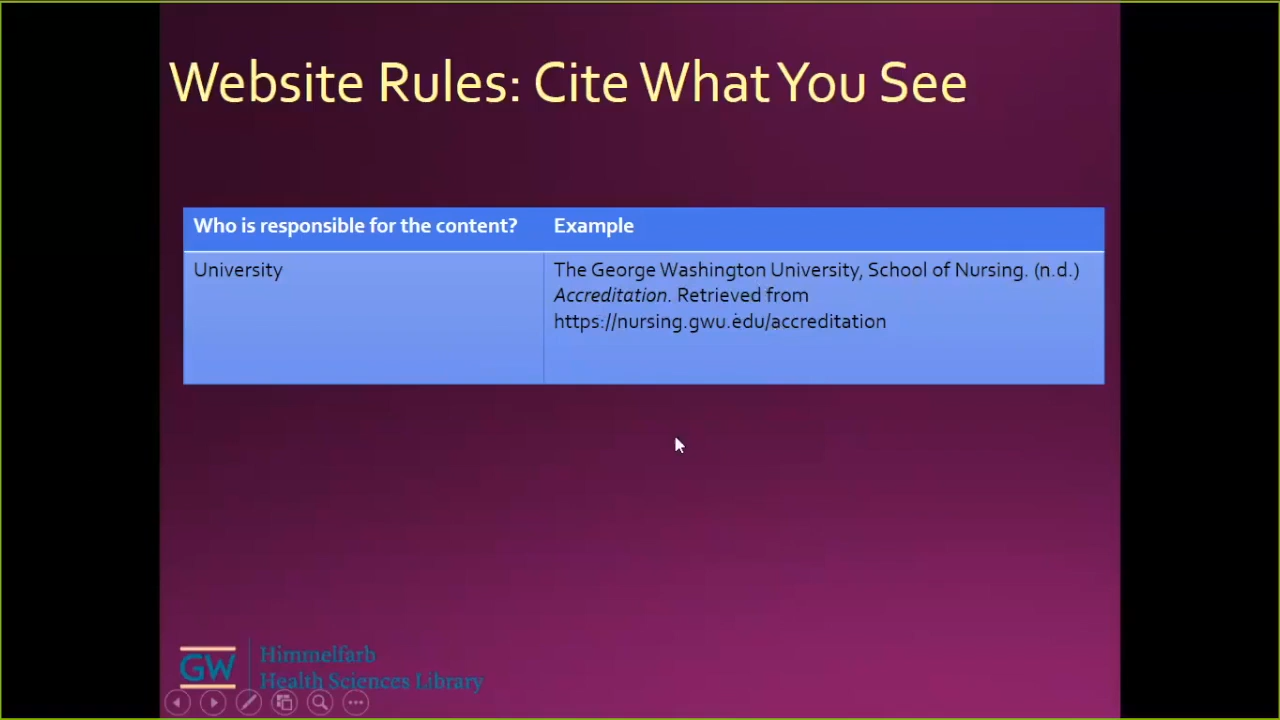 Website Rules: Cite What You See
Who is responsible for the content?
Example
University
The George Washington University, School of Nursing. (n.d.)
Accreditation. Retrieved from
https://nursing.gwu.edu/accreditation
GW
Himmelfarb
Health Sciences Library